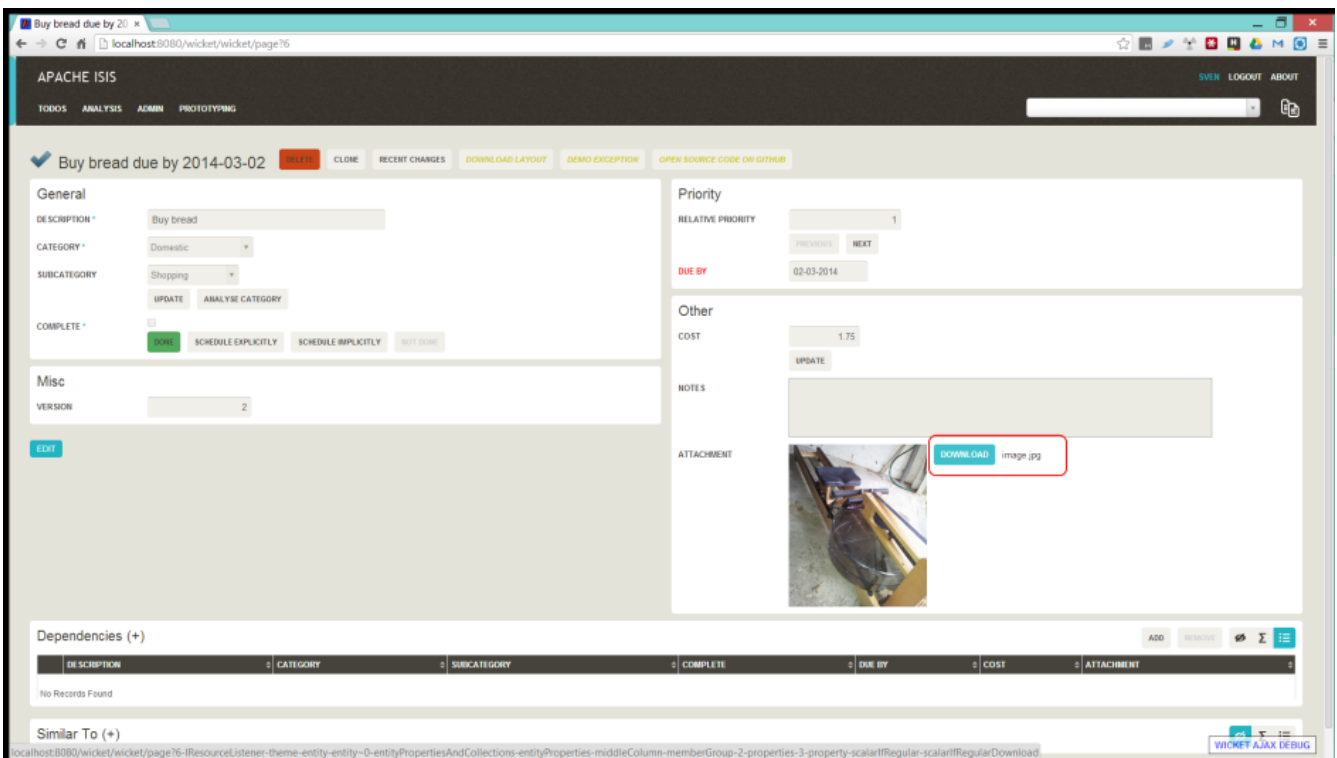 Buy bread due by 20
localhost:8080/wicket/wicket/page?6
APACHE ISIS
SVEN LOGOUT ABOUT
TODOS ANALYSIS ADMIN PROTOTYPING
Buy bread due by 2014-03-02 DELETE CLONE RECENT CHANGES DOWNLOAD LAYOUT DEMO EXCEPTION OPEN SOURCE CODE ON GITHUB
General
DESCRIPTION * Buy bread
CATEGORY * Domestic
SUBCATEGORY Shopping
UPDATE ANALYSE CATEGORY
COMPLETE *
DONE SCHEDULE EXPLICITLY SCHEDULE IMPLICITLY NOT DONE
Misc
VERSION 2
EDIT
Priority
RELATIVE PRIORITY 1
PREVIOUS NEXT
DUE BY 02-03-2014
Other
COST 1.75
UPDATE
NOTES
ATTACHMENT DOWNLOAD image.jpg
Dependencies (+) ADD REMOVE Σ
DESCRIPTION CATEGORY SUBCATEGORY COMPLETE DUE BY COST ATTACHMENT
No Records Found
Similar To (+)
localhost:8080/wicket/wicket/page?6-IResourceListener-theme-entity-entity~0-entityPropertiesAndCollections-entityProperties-middleColumn-memberGroup-2-properties-3-property-scalarIfRegular-scalarIfRegularDownload
WICKET AJAX DEBUG